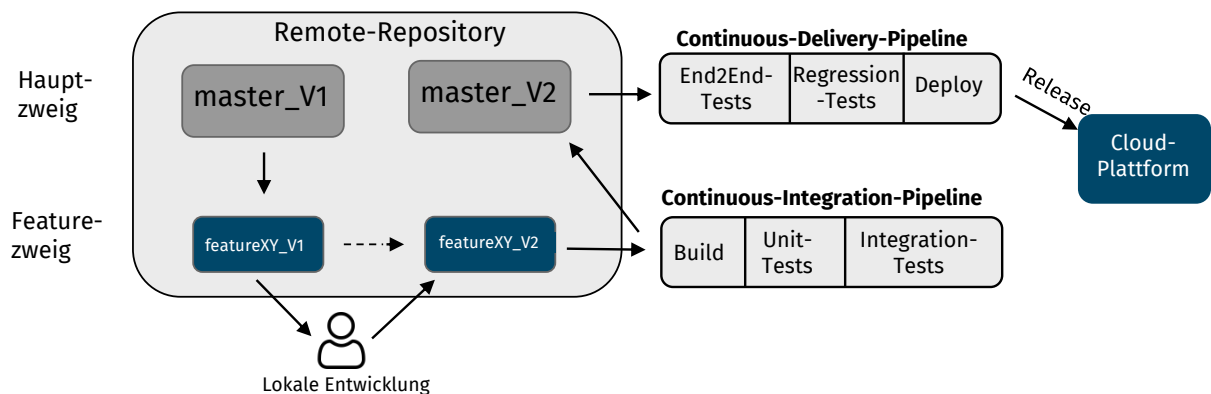 Remote-Repository
Haupt-
zweig
master_V1
master_V2
Continuous-Delivery-Pipeline
End2End-
Tests
Regression
-Tests
Deploy
Release
Cloud-
Plattform
Feature-
zweig
featureXY_V1
featureXY_V2
Continuous-Integration-Pipeline
Build
Unit-
Tests
Integration-
Tests
Lokale Entwicklung